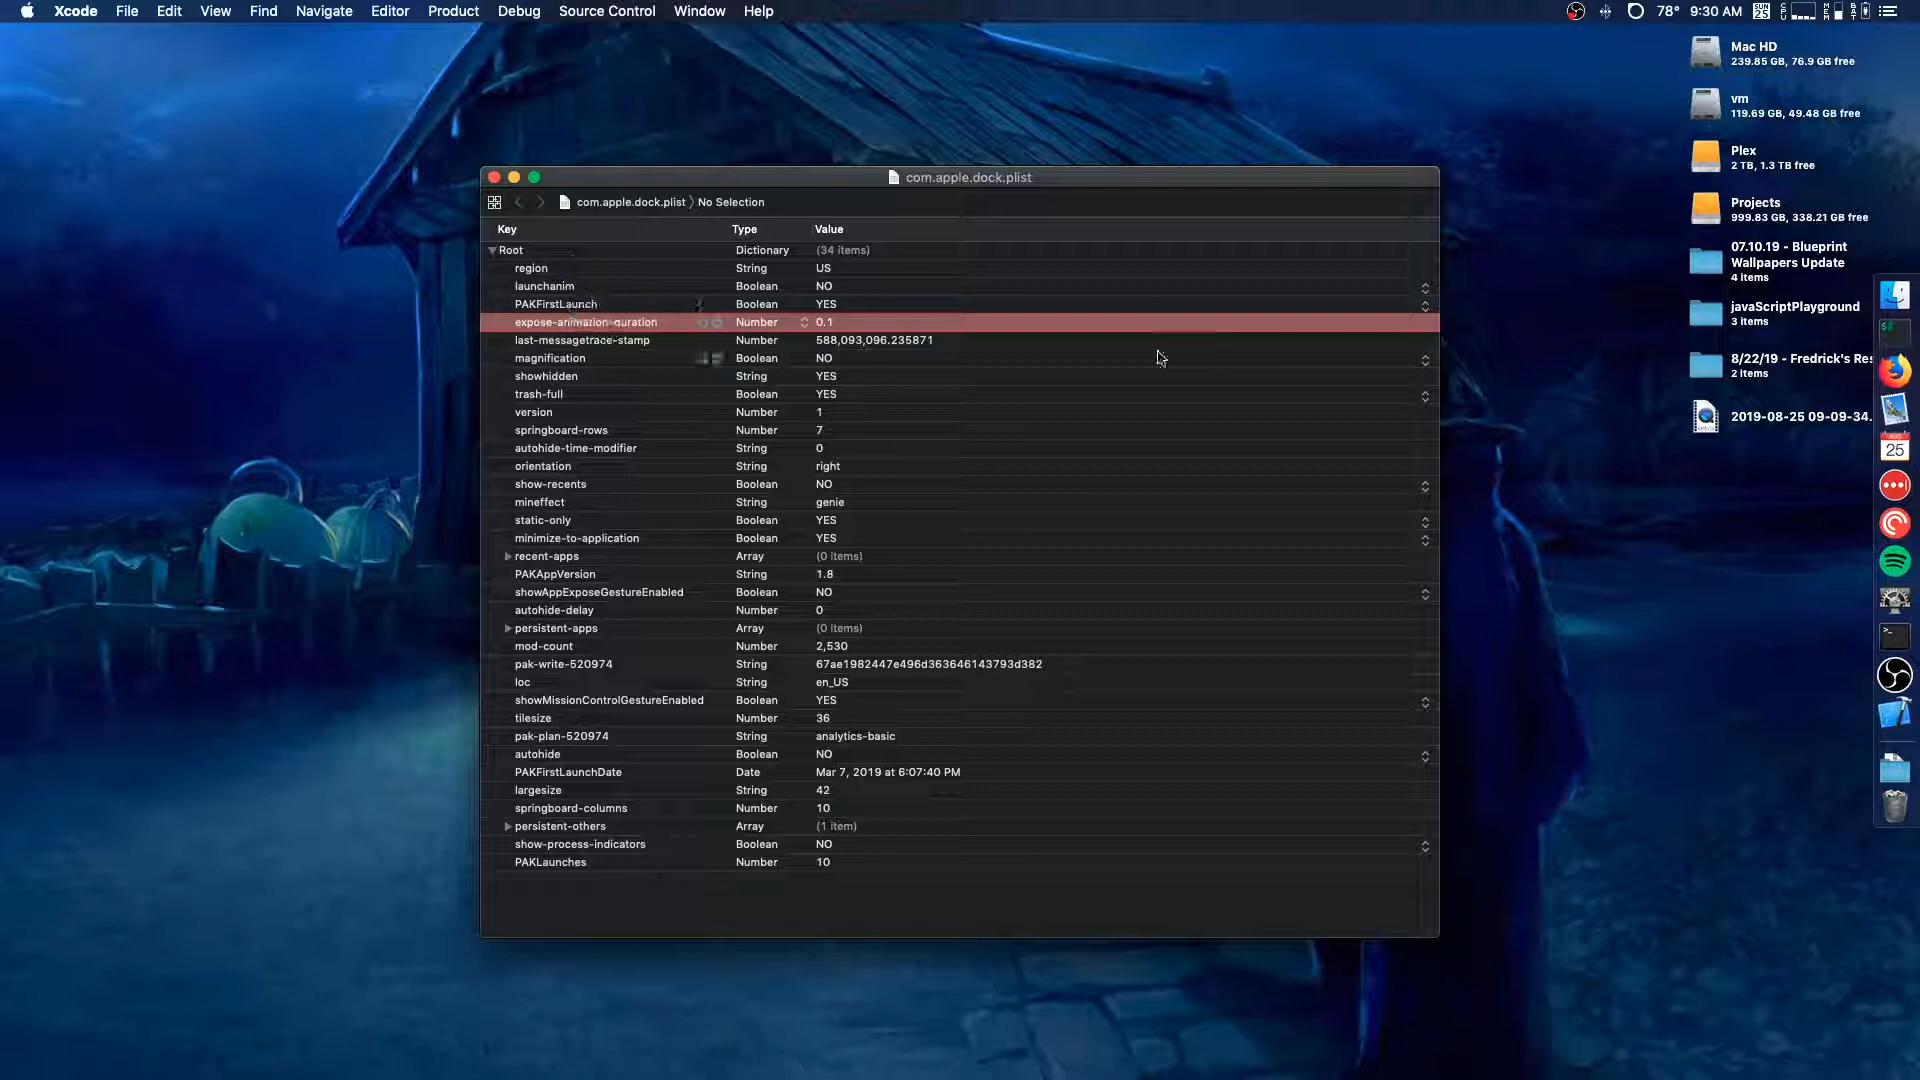 Xcode File Edit View Find Navigate Editor Product Debug Source Control Window Help
78° 9:30 AM SUN 25 CPU MEM BAT
Mac HD
239.85 GB, 76.9 GB free
vm
119.69 GB, 49.48 GB free
Plex
2 TB, 1.3 TB free
Projects
999.83 GB, 338.21 GB free
07.10.19 - Blueprint
Wallpapers Update
4 items
javaScriptPlayground
3 items
8/22/19 - Fredrick's Res
2 items
2019-08-25 09-09-34.
AUG
25
com.apple.dock.plist
com.apple.dock.plist 〉 No Selection
Key Type Value
Root Dictionary (34 items)
region String US
launchanim Boolean NO
PAKFirstLaunch Boolean YES
expose-animation-duration Number 0.1
last-messagetrace-stamp Number 588,093,096.235871
magnification Boolean NO
showhidden String YES
trash-full Boolean YES
version Number 1
springboard-rows Number 7
autohide-time-modifier String 0
orientation String right
show-recents Boolean NO
mineffect String genie
static-only Boolean YES
minimize-to-application Boolean YES
recent-apps Array (0 items)
PAKAppVersion String 1.8
showAppExposeGestureEnabled Boolean NO
autohide-delay Number 0
persistent-apps Array (0 items)
mod-count Number 2,530
pak-write-520974 String 67ae1982447e496d363646143793d382
loc String en_US
showMissionControlGestureEnabled Boolean YES
tilesize Number 36
pak-plan-520974 String analytics-basic
autohide Boolean NO
PAKFirstLaunchDate Date Mar 7, 2019 at 6:07:40 PM
largesize String 42
springboard-columns Number 10
persistent-others Array (1 item)
show-process-indicators Boolean NO
PAKLaunches Number 10